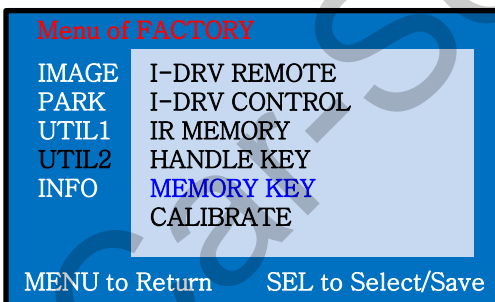 Menu of FACTORY
IMAGE
PARK
UTIL1
UTIL2
INFO
I-DRV REMOTE
I-DRV CONTROL
IR MEMORY
HANDLE KEY
MEMORY KEY
CALIBRATE
MENU to Return SEL to Select/Save